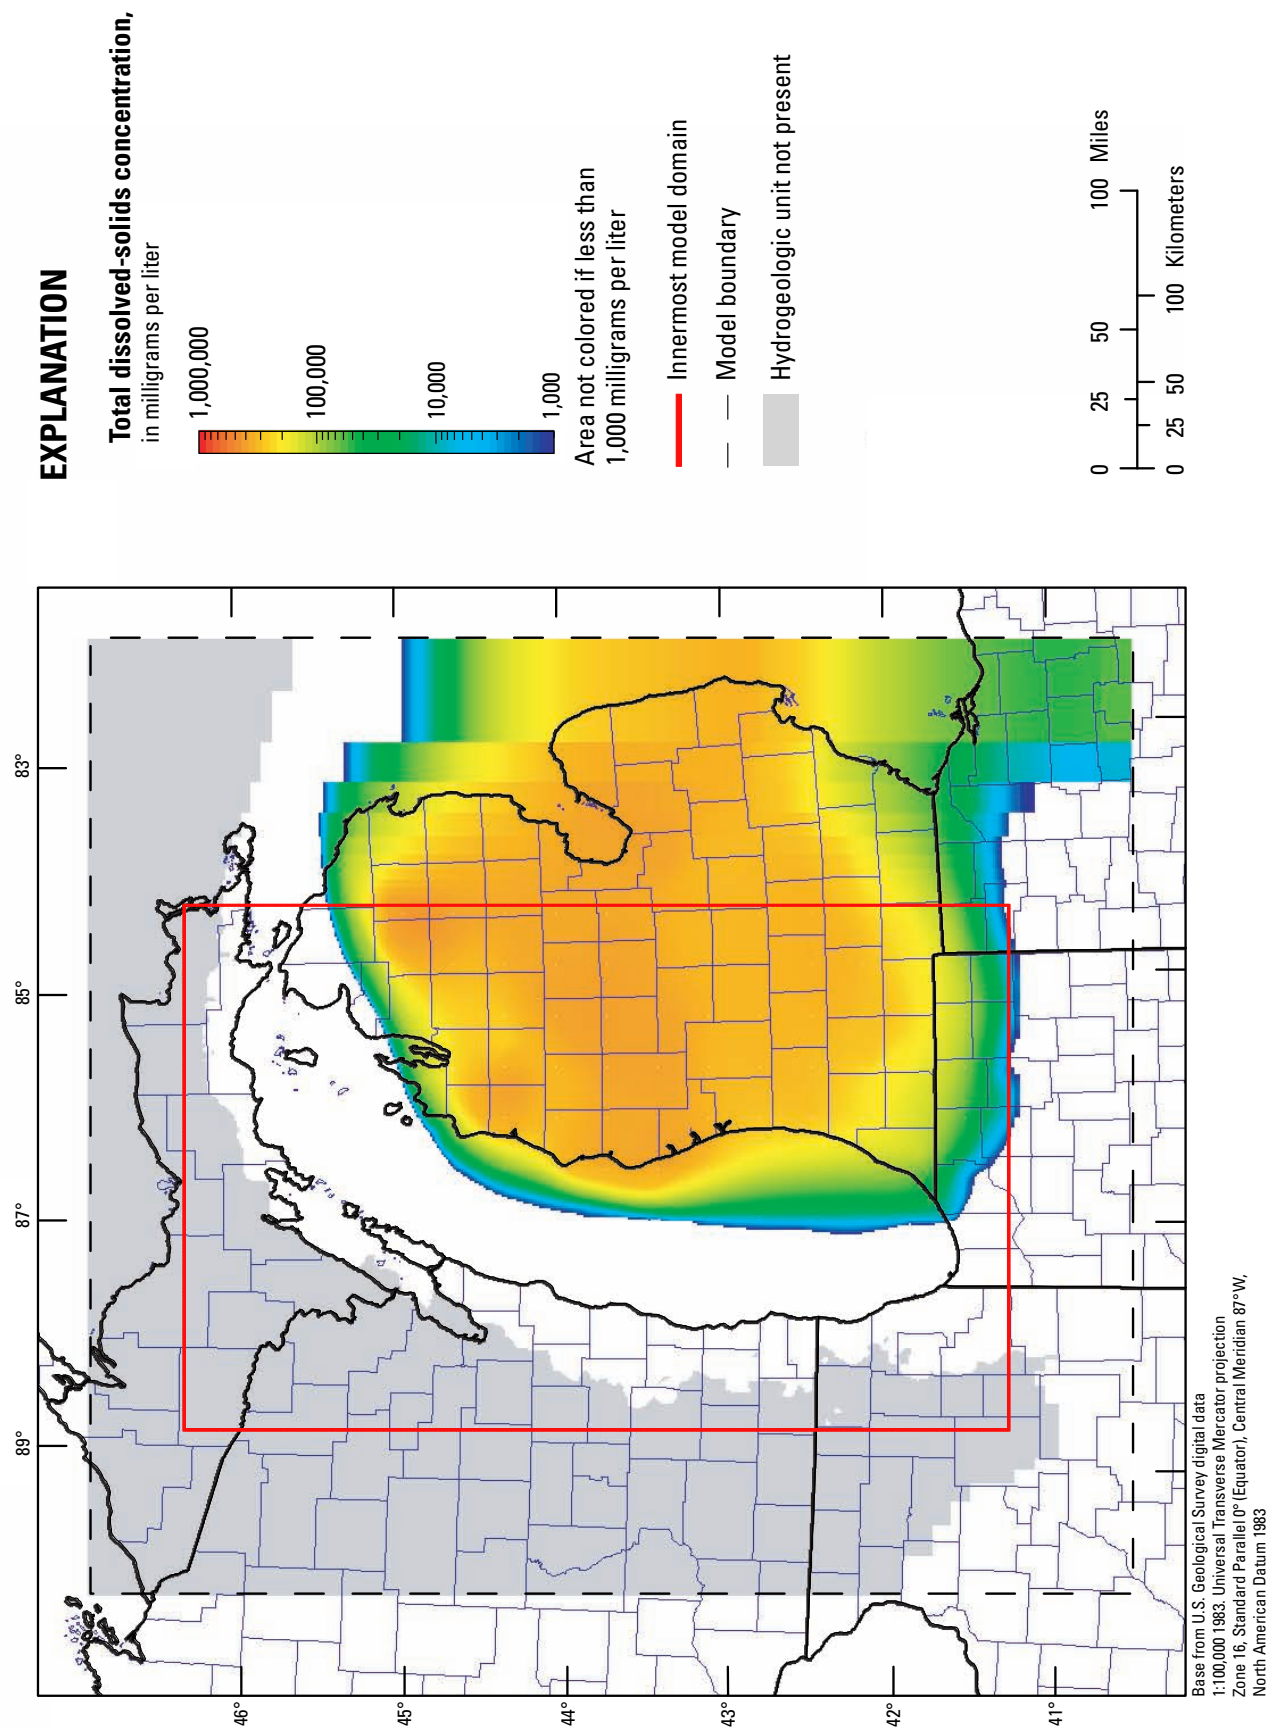 EXPLANATION
Total dissolved-solids concentration,
in milligrams per liter
1,000,000
100,000
10,000
1,000
Area not colored if less than
1,000 milligrams per liter
Innermost model domain
Model boundary
Hydrogeologic unit not present
0 25 50 100 Miles
0 25 50 100 Kilometers
89°
87°
85°
83°
46°
45°
44°
43°
42°
41°
Base from U.S. Geological Survey digital data
1:100,000 1983. Universal Transverse Mercator projection
Zone 16, Standard Parallel 0° (Equator), Central Meridian 87° W,
North American Datum 1983